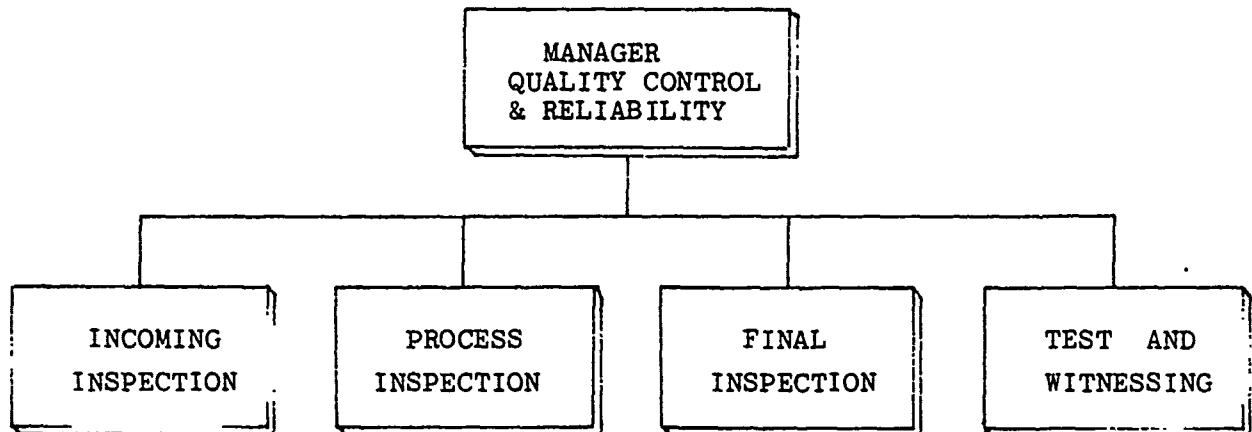 MANAGER
QUALITY CONTROL
& RELIABILITY
INCOMING
INSPECTION
PROCESS
INSPECTION
FINAL
INSPECTION
TEST AND
WITNESSING